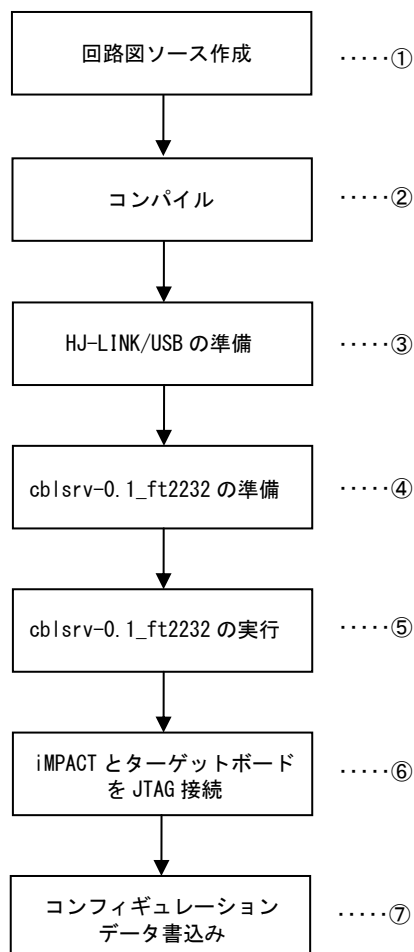 回路図ソース作成 ・・・・・①
コンパイル ・・・・・②
HJ-LINK/USB の準備 ・・・・・③
cblsrv-0.1_ft2232 の準備 ・・・・・④
cblsrv-0.1_ft2232 の実行 ・・・・・⑤
iMPACT とターゲットボード
を JTAG 接続 ・・・・・⑥
コンフィギュレーション
データ書込み ・・・・・⑦